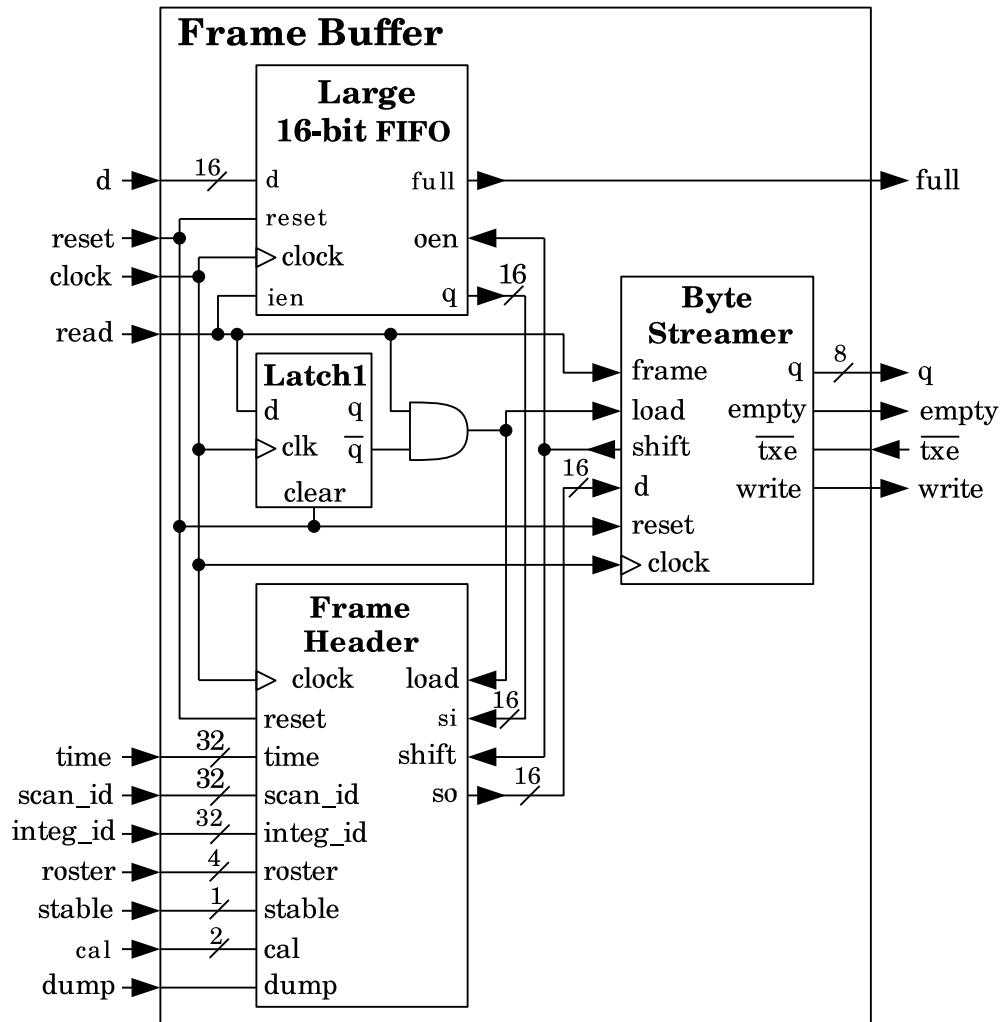 Frame Buffer
Large
16-bit FIFO
d
16
d
full
full
reset
reset
oen
clock
clock
ien
q
16
read
Byte
Streamer
Latch1
d
q
clk
q
clear
frame
q
8
q
load
empty
empty
shift
txe
txe
16
d
write
write
reset
clock
Frame
Header
clock
load
reset
si
16
time
32
time
shift
scan_id
32
scan_id
so
16
integ_id
32
integ_id
roster
4
roster
stable
1
stable
cal
2
cal
dump
dump